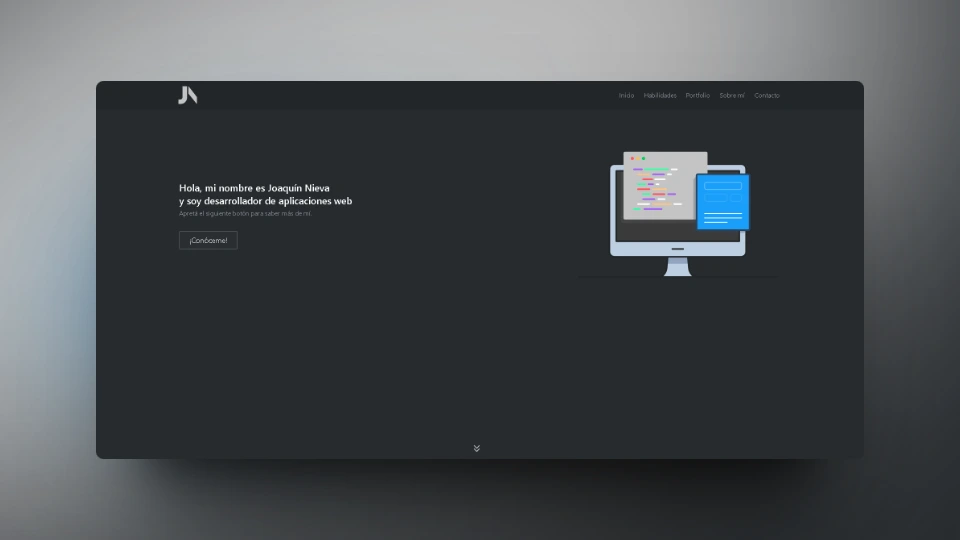 JN
Inicio Habilidades Portfolio Sobre mí Contacto
Hola, mi nombre es Joaquín Nieva
y soy desarrollador de aplicaciones web
Apretá el siguiente botón para saber más de mí.
¡Conóceme!